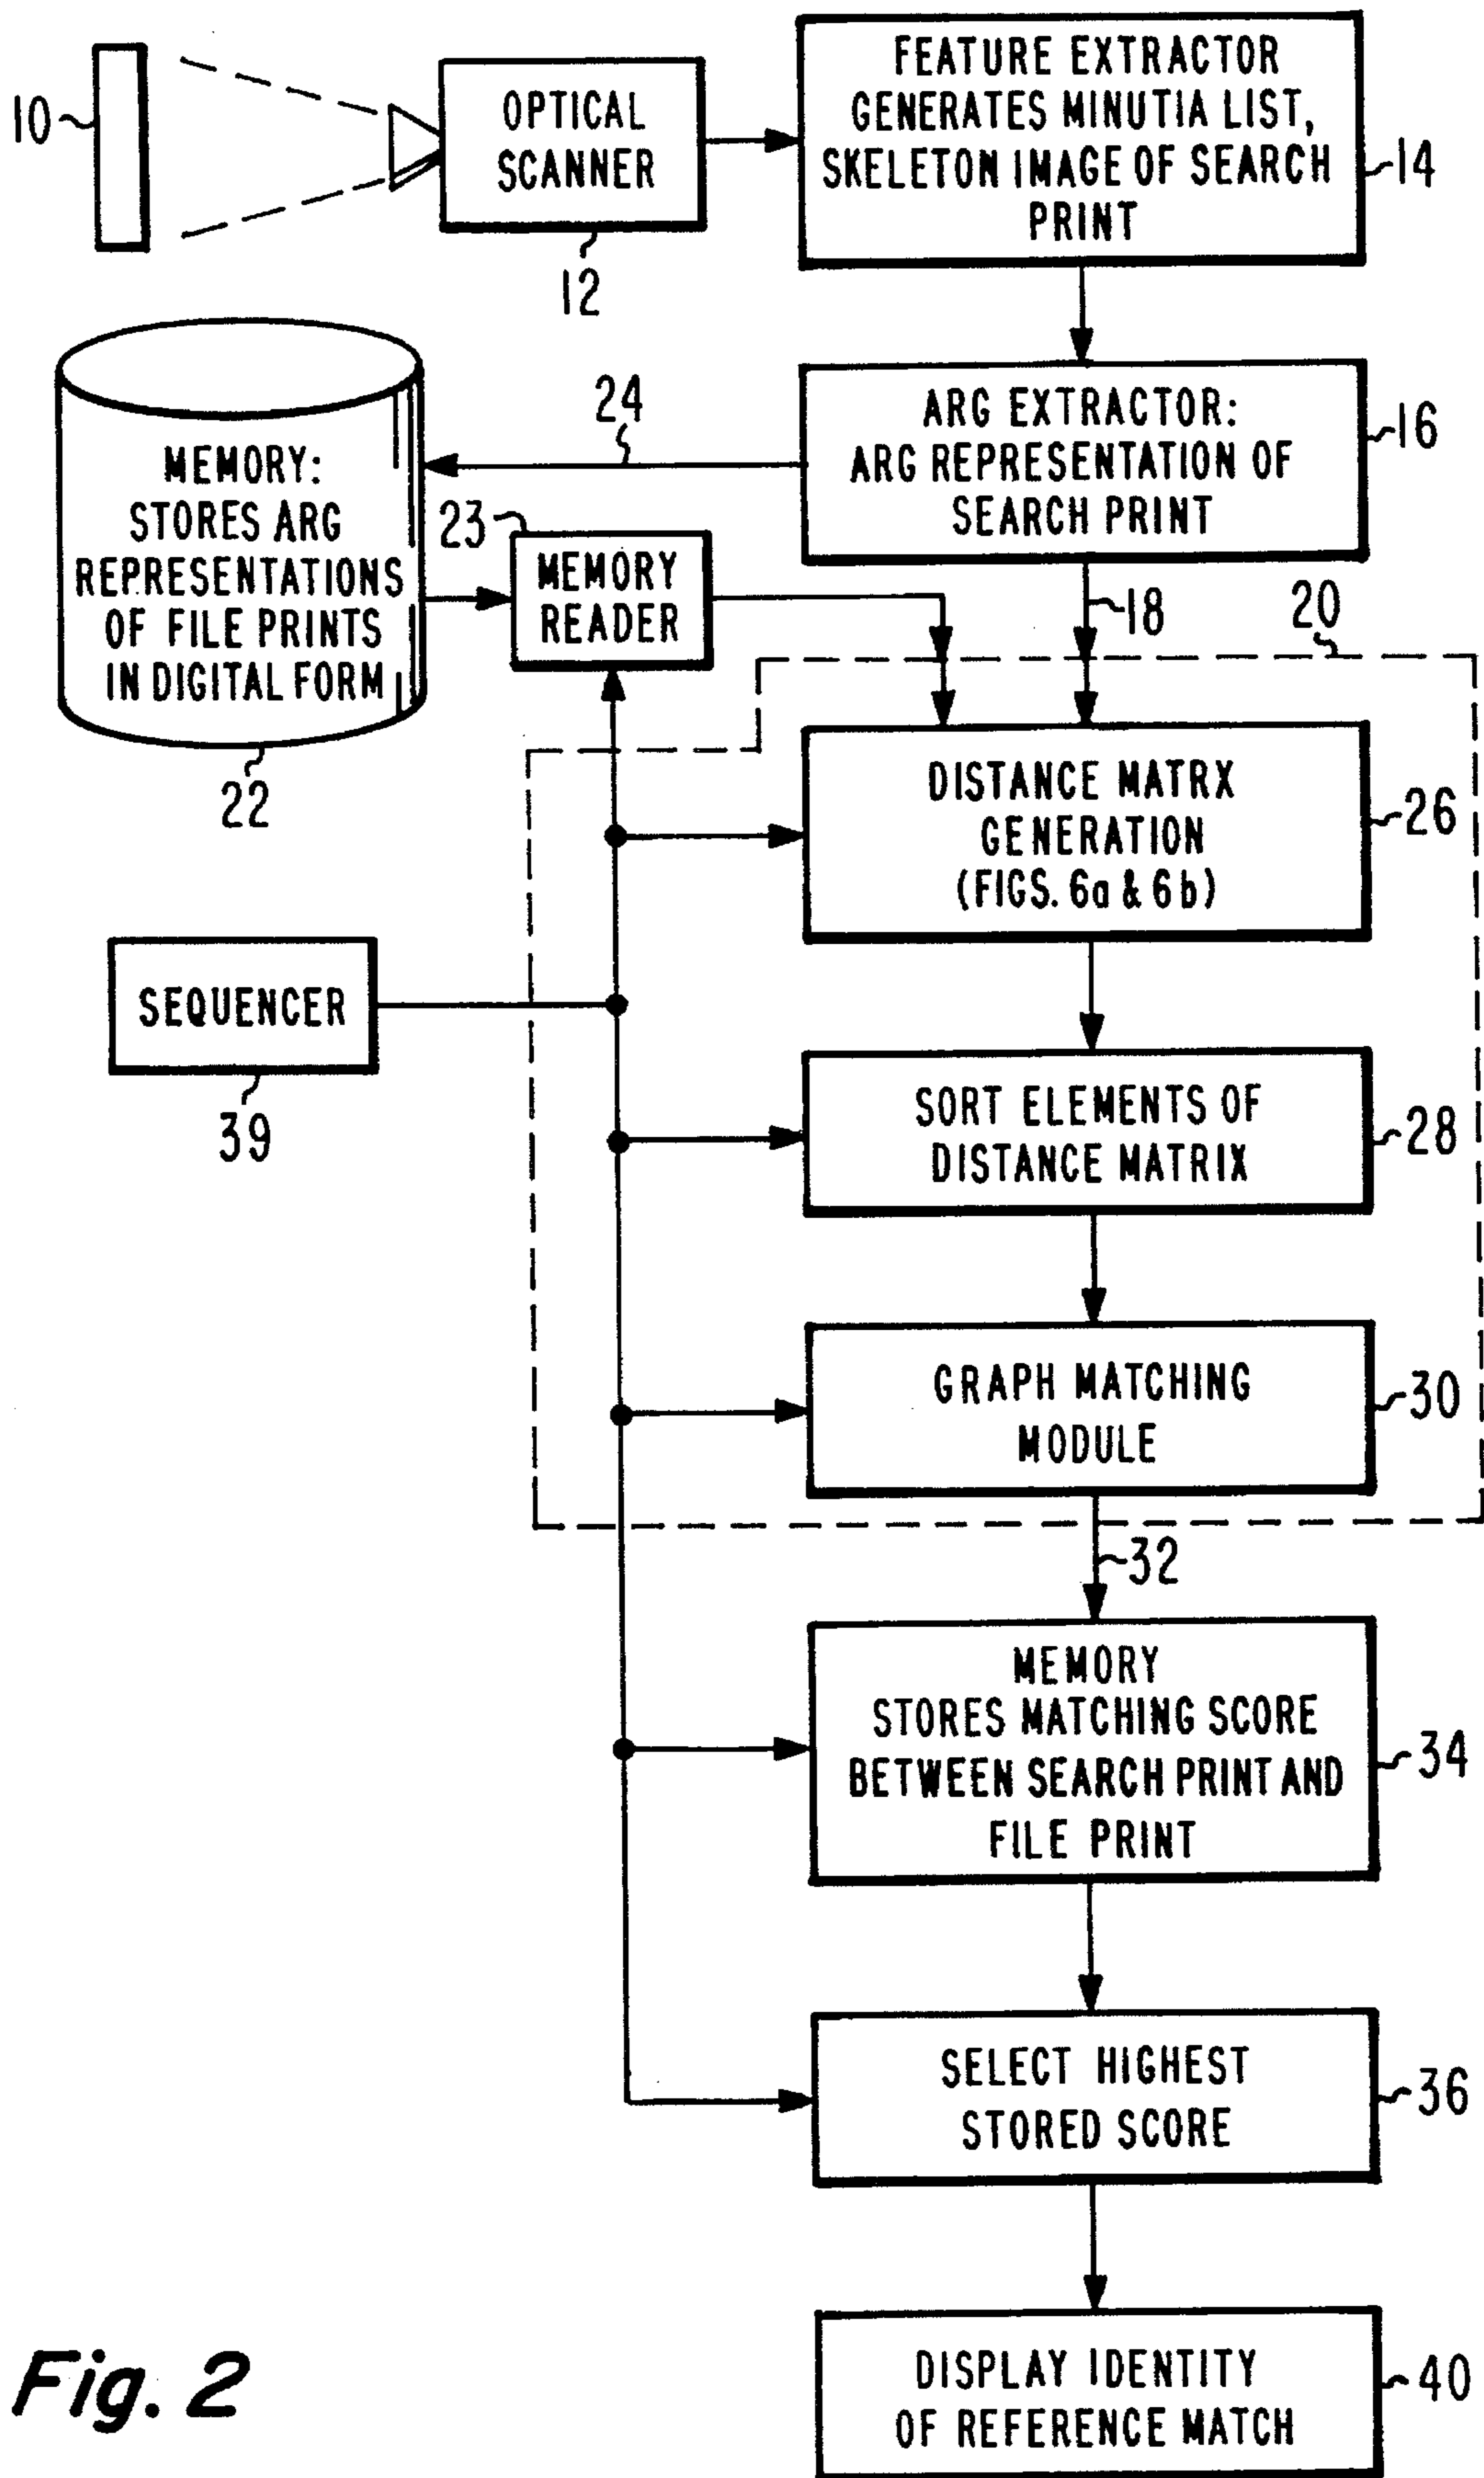 10
OPTICAL
SCANNER
12
FEATURE EXTRACTOR
GENERATES MINUTIA LIST,
SKELETON IMAGE OF SEARCH
PRINT
14
ARG EXTRACTOR:
ARG REPRESENTATION OF
SEARCH PRINT
16
24
MEMORY:
STORES ARG
REPRESENTATIONS
OF FILE PRINTS
IN DIGITAL FORM
22
23
MEMORY
READER
18
20
DISTANCE MATRX
GENERATION
(FIGS. 6a & 6b)
26
SEQUENCER
39
SORT ELEMENTS OF
DISTANCE MATRIX
28
GRAPH MATCHING
MODULE
30
32
MEMORY
STORES MATCHING SCORE
BETWEEN SEARCH PRINT AND
FILE PRINT
34
SELECT HIGHEST
STORED SCORE
36
DISPLAY IDENTITY
OF REFERENCE MATCH
40
Fig. 2